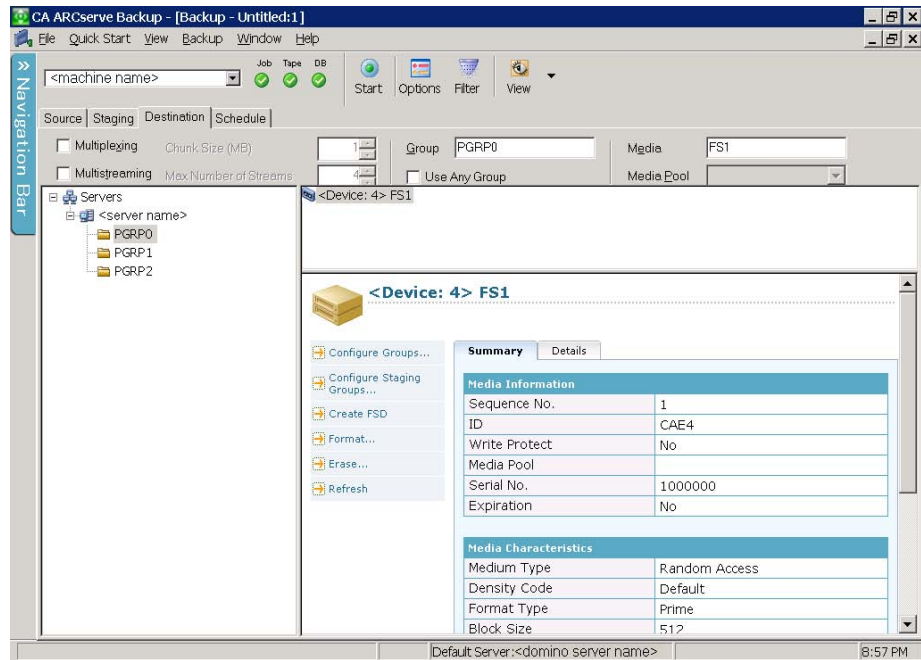 CA ARCserve Backup - [Backup - Untitled:1]
File Quick Start View Backup Window Help
Job Tape DB
<machine name>
Start Options Filter View
Source Staging Destination Schedule
Multiplexing Chunk Size (MB) 1 Group PGRP0 Media FS1
Multistreaming Max Number of Streams 4 Use Any Group Media Pool
Navigation Bar
Servers
<server name>
PGRP0
PGRP1
PGRP2
<Device: 4> FS1
<Device: 4> FS1
Configure Groups...
Configure Staging
Groups...
Create FSD
Format...
Erase...
Refresh
Summary Details
Media Information
Sequence No. 1
ID CAE4
Write Protect No
Media Pool
Serial No. 1000000
Expiration No
Media Characteristics
Medium Type Random Access
Density Code Default
Format Type Prime
Block Size 512
Default Server:<domino server name> 8:57 PM